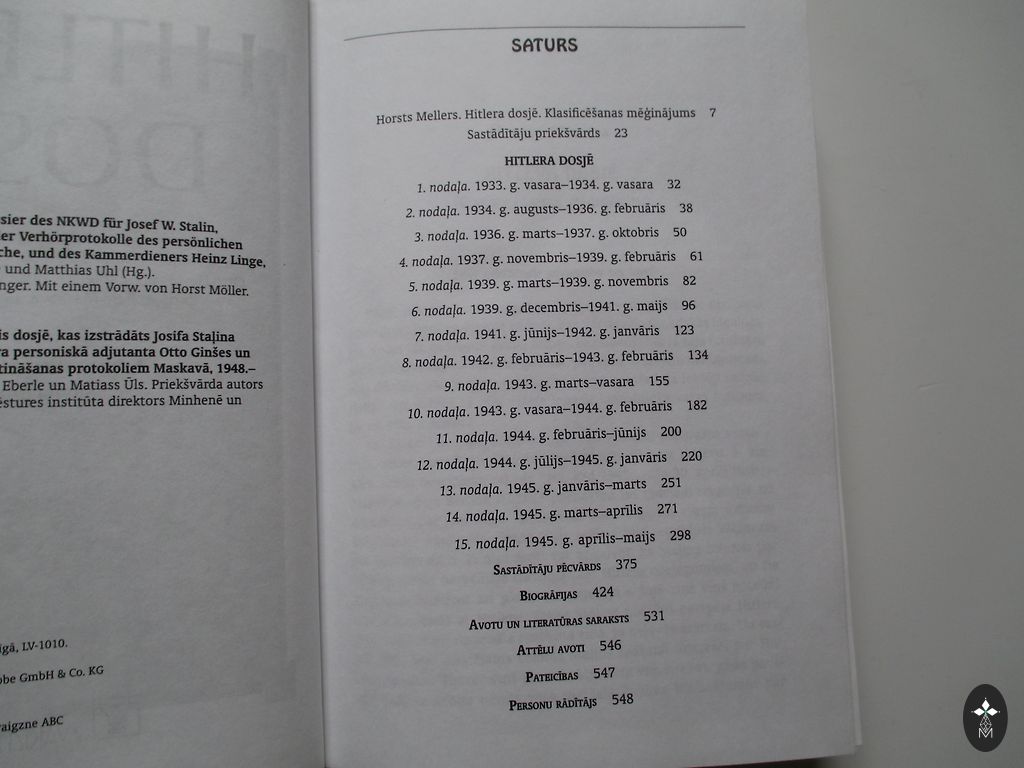 sier des NKWD für Josef W. Stalin,
er Verhörprotokolle des persönlichen
che, und des Kammerdieners Heinz Linge,
und Matthias Uhl (Hg.).
nger. Mit einem Vorw. von Horst Möller.
is dosjē, kas izstrādāts Josifa Staļina
ra personiskā adjutanta Otto Ginšes un
tināšanas protokoliem Maskavā, 1948.–
Eberle un Matiass Ūls. Priekšvārda autors
ēstures institūta direktors Minhenē un
īgā, LV-1010.
obe GmbH & Co. KG
vaigzne ABC
SATURS
Horsts Mellers. Hitlera dosjē. Klasificēšanas mēģinājums 7
Sastādītāju priekšvārds 23
HITLERA DOSJĒ
1. nodaļa. 1933. g. vasara–1934. g. vasara 32
2. nodaļa. 1934. g. augusts–1936. g. februāris 38
3. nodaļa. 1936. g. marts–1937. g. oktobris 50
4. nodaļa. 1937. g. novembris–1939. g. februāris 61
5. nodaļa. 1939. g. marts–1939. g. novembris 82
6. nodaļa. 1939. g. decembris–1941. g. maijs 96
7. nodaļa. 1941. g. jūnijs–1942. g. janvāris 123
8. nodaļa. 1942. g. februāris–1943. g. februāris 134
9. nodaļa. 1943. g. marts–vasara 155
10. nodaļa. 1943. g. vasara–1944. g. februāris 182
11. nodaļa. 1944. g. februāris–jūnijs 200
12. nodaļa. 1944. g. jūlijs–1945. g. janvāris 220
13. nodaļa. 1945. g. janvāris–marts 251
14. nodaļa. 1945. g. marts–aprīlis 271
15. nodaļa. 1945. g. aprīlis–maijs 298
Sastādītāju pēcvārds 375
Biogrāfijas 424
Avotu un literatūras saraksts 531
Attēlu avoti 546
Pateicības 547
Personu rādītājs 548
M